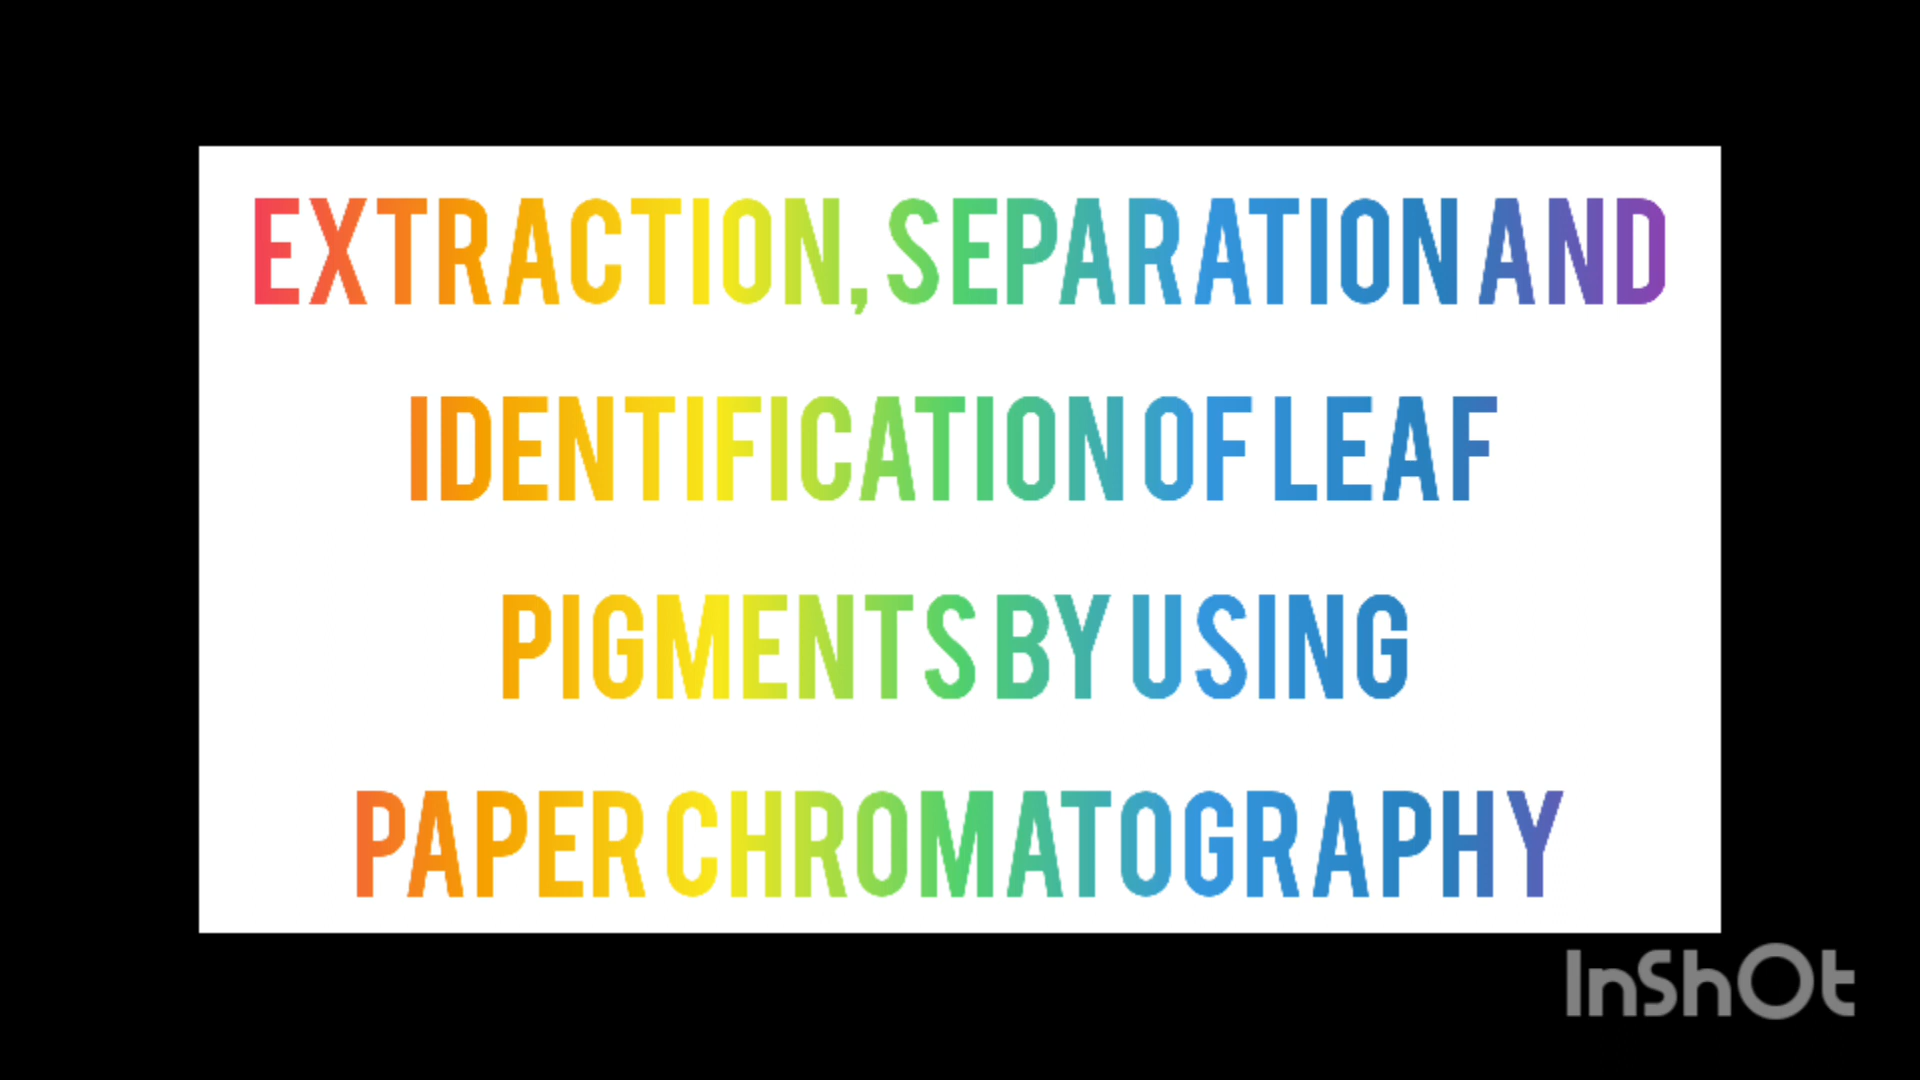 EXTRACTION, SEPARATION AND
IDENTIFICATION OF LEAF
PIGMENTS BY USING
PAPER CHROMATOGRAPHY
InShOt